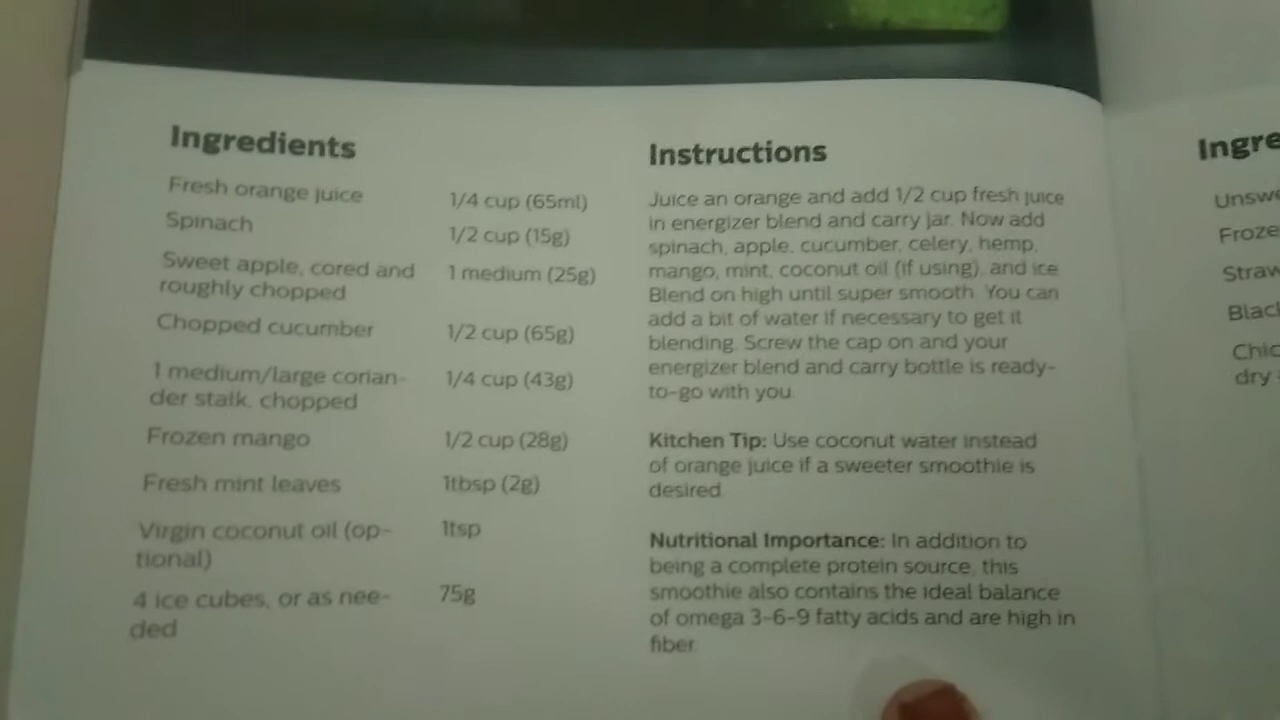 Ingredients
Fresh orange juice 1/4 cup (65ml)
Spinach 1/2 cup (15g)
Sweet apple, cored and 1 medium (25g)
roughly chopped
Chopped cucumber 1/2 cup (65g)
1 medium/large corian- 1/4 cup (43g)
der stalk, chopped
Frozen mango 1/2 cup (28g)
Fresh mint leaves 1tbsp (2g)
Virgin coconut oil (op- 1tsp
tional)
4 ice cubes, or as nee- 75g
ded
Instructions
Juice an orange and add 1/2 cup fresh juice
in energizer blend and carry jar. Now add
spinach, apple, cucumber, celery, hemp,
mango, mint, coconut oil (if using), and ice
Blend on high until super smooth. You can
add a bit of water if necessary to get it
blending. Screw the cap on and your
energizer blend and carry bottle is ready-
to-go with you.
Kitchen Tip: Use coconut water instead
of orange juice if a sweeter smoothie is
desired.
Nutritional Importance: In addition to
being a complete protein source, this
smoothie also contains the ideal balance
of omega 3-6-9 fatty acids and are high in
fiber.
Ingre
Unswe
Froze
Straw
Black
Chic
dry